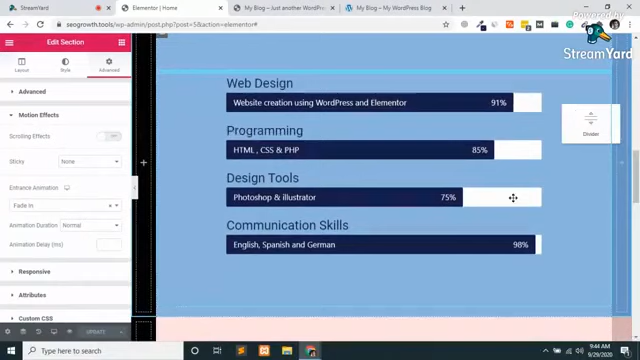 StreamYard
Elementor | Home
My Blog – Just another WordPress
My Blog – My WordPress Blog
seogrowth.tools/wp-admin/post.php?post=5&action=elementor#
Powered by
StreamYard
Edit Section
Layout
Style
Advanced
Advanced
Motion Effects
Scrolling Effects
OFF
Sticky
None
Entrance Animation
Fade In
Animation Duration
Normal
Animation Delay (ms)
Responsive
Attributes
Custom CSS
UPDATE
Web Design
Website creation using WordPress and Elementor 91%
Programming
HTML , CSS & PHP 85%
Design Tools
Photoshop & illustrator 75%
Communication Skills
English, Spanish and German 98%
Divider
Type here to search
9:44 AM
9/29/2020